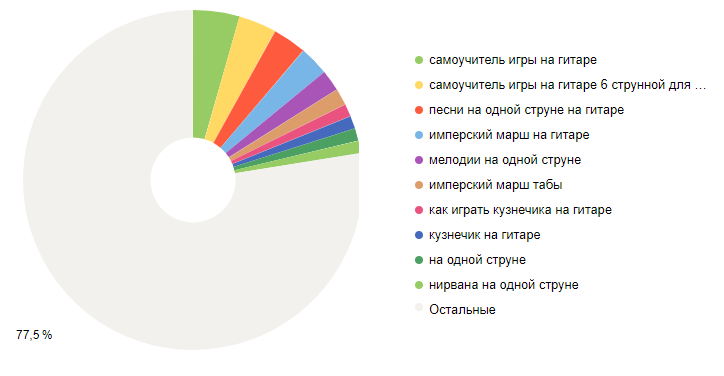 самоучитель игры на гитаре
самоучитель игры на гитаре 6 струнной для ...
песни на одной струне на гитаре
имперский марш на гитаре
мелодии на одной струне
имперский марш табы
как играть кузнечика на гитаре
кузнечик на гитаре
на одной струне
нирвана на одной струне
Остальные
77,5 %